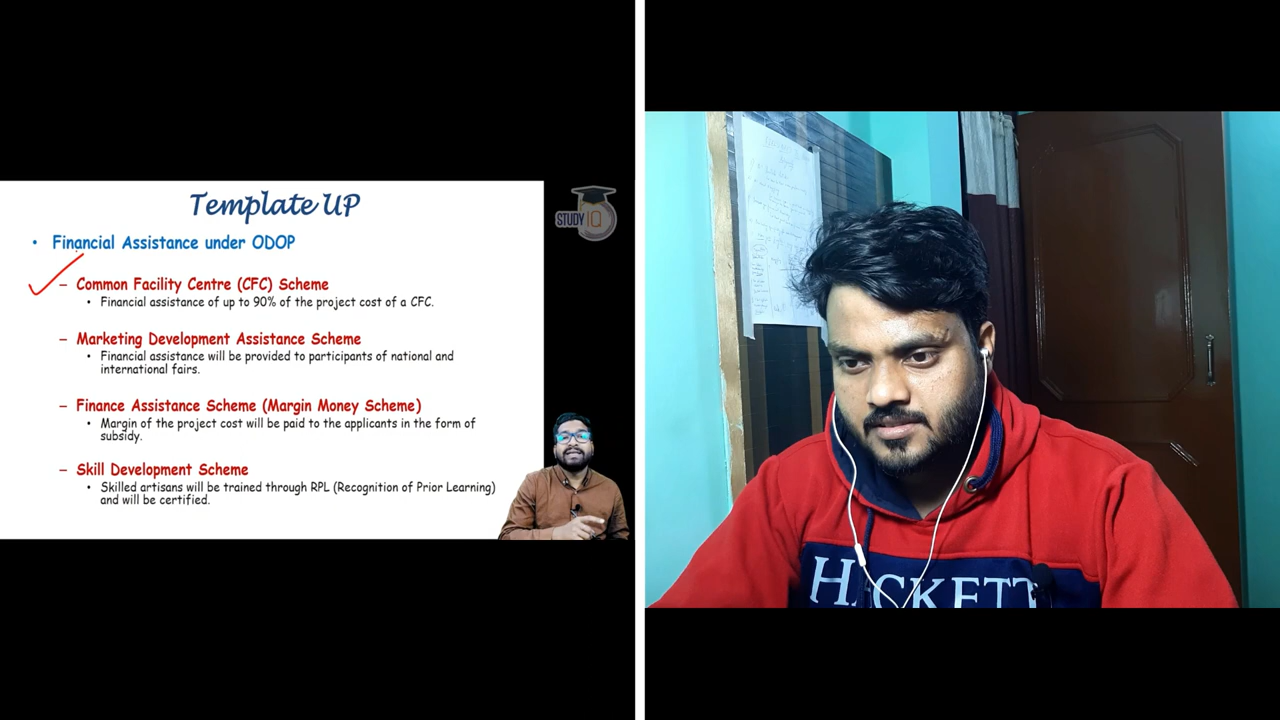 Template UP
STUDY IQ
• Financial Assistance under ODOP
– Common Facility Centre (CFC) Scheme
• Financial assistance of up to 90% of the project cost of a CFC.
– Marketing Development Assistance Scheme
• Financial assistance will be provided to participants of national and
international fairs.
– Finance Assistance Scheme (Margin Money Scheme)
• Margin of the project cost will be paid to the applicants in the form of
subsidy.
– Skill Development Scheme
• Skilled artisans will be trained through RPL (Recognition of Prior Learning)
and will be certified.
HACKETT